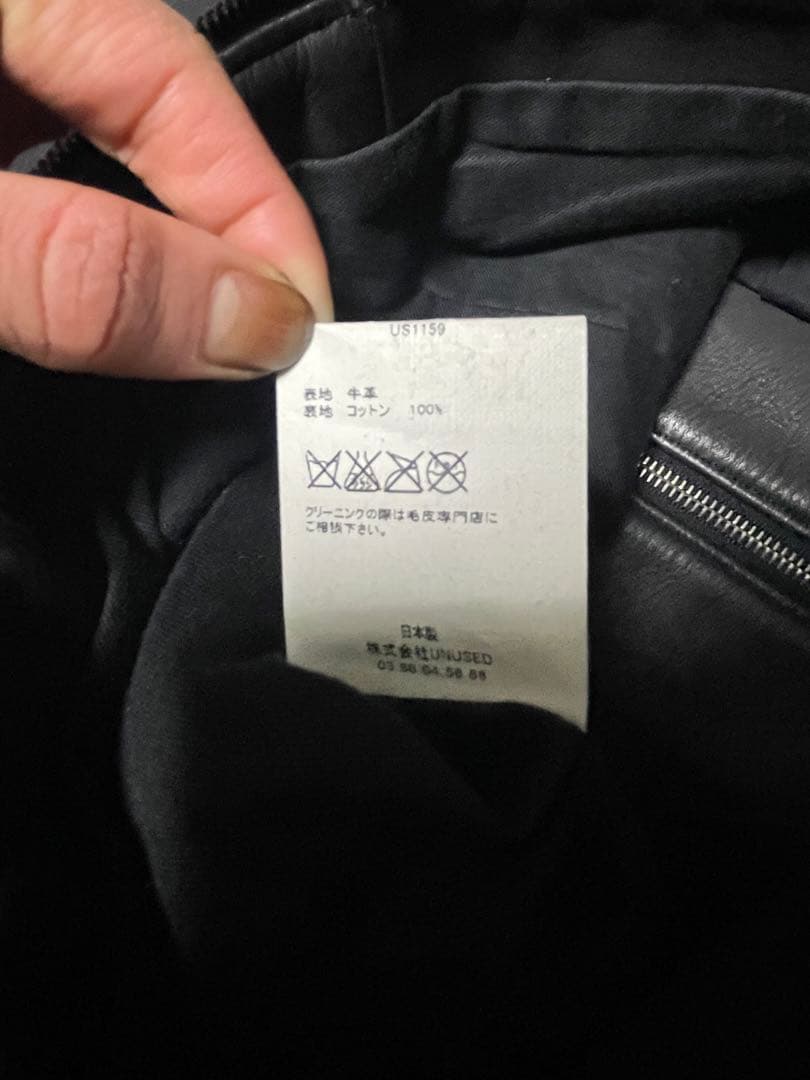 US1159
表地 牛革
裏地 コットン 100%
クリーニングの際は毛皮専門店に
ご相談下さい。
日本製
株式会社UNUSED